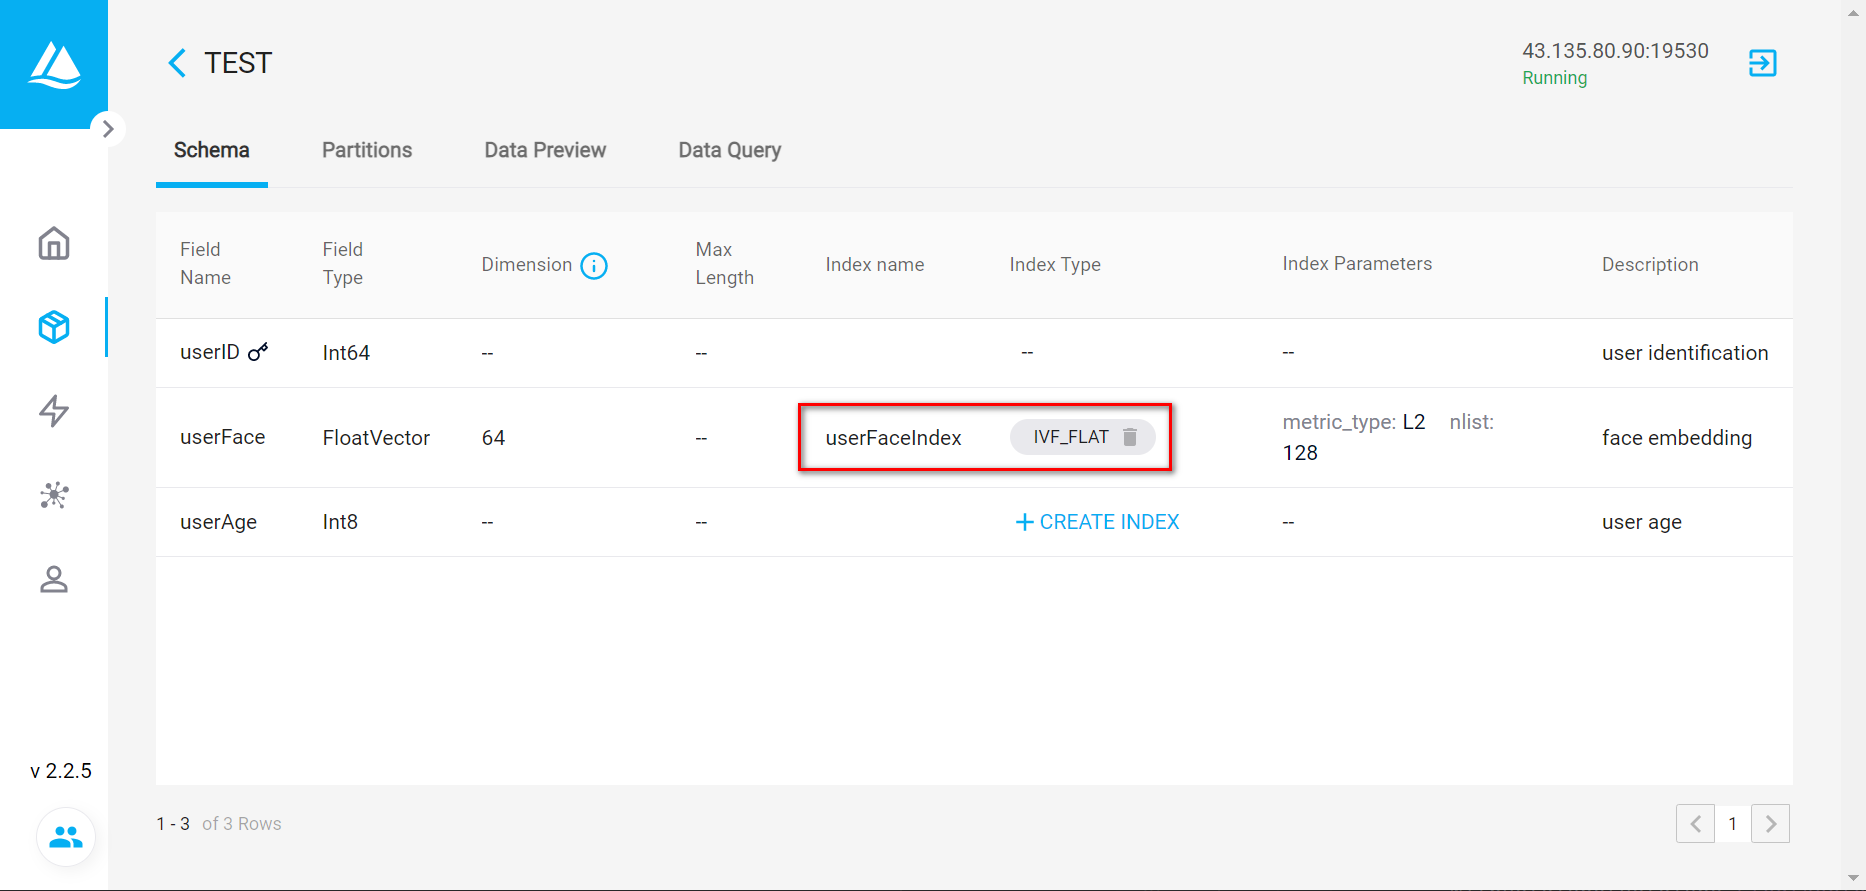 TEST
43.135.80.90:19530
Running
Schema Partitions Data Preview Data Query
Field Name Field Type Dimension Max Length Index name Index Type Index Parameters Description
userID Int64 -- -- -- -- user identification
userFace FloatVector 64 -- userFaceIndex IVF_FLAT metric_type: L2 nlist: 128 face embedding
userAge Int8 -- -- + CREATE INDEX -- user age
v 2.2.5
1 - 3 of 3 Rows
1